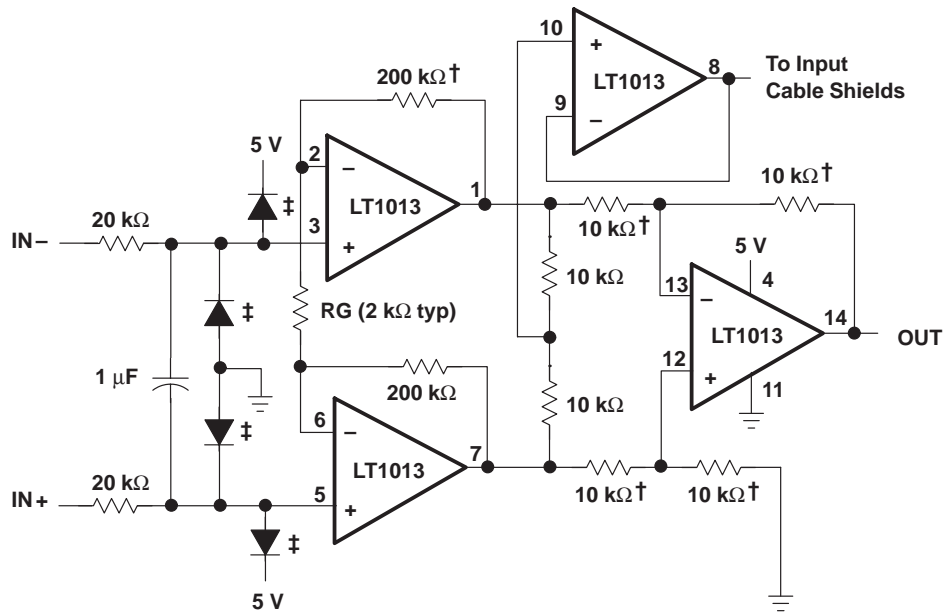 10
+
8
To Input
Cable Shields
LT1013
9
−
200 kΩ†
5 V
2
−
1
10 kΩ†
‡
LT1013
20 kΩ
3
+
IN−
10 kΩ†
5 V
4
10 kΩ
13
−
‡
RG (2 kΩ typ)
14
LT1013
OUT
12
+
1 µF
200 kΩ
10 kΩ
11
‡
6
−
7
LT1013
20 kΩ
IN+
5
+
10 kΩ†
10 kΩ†
‡
5 V